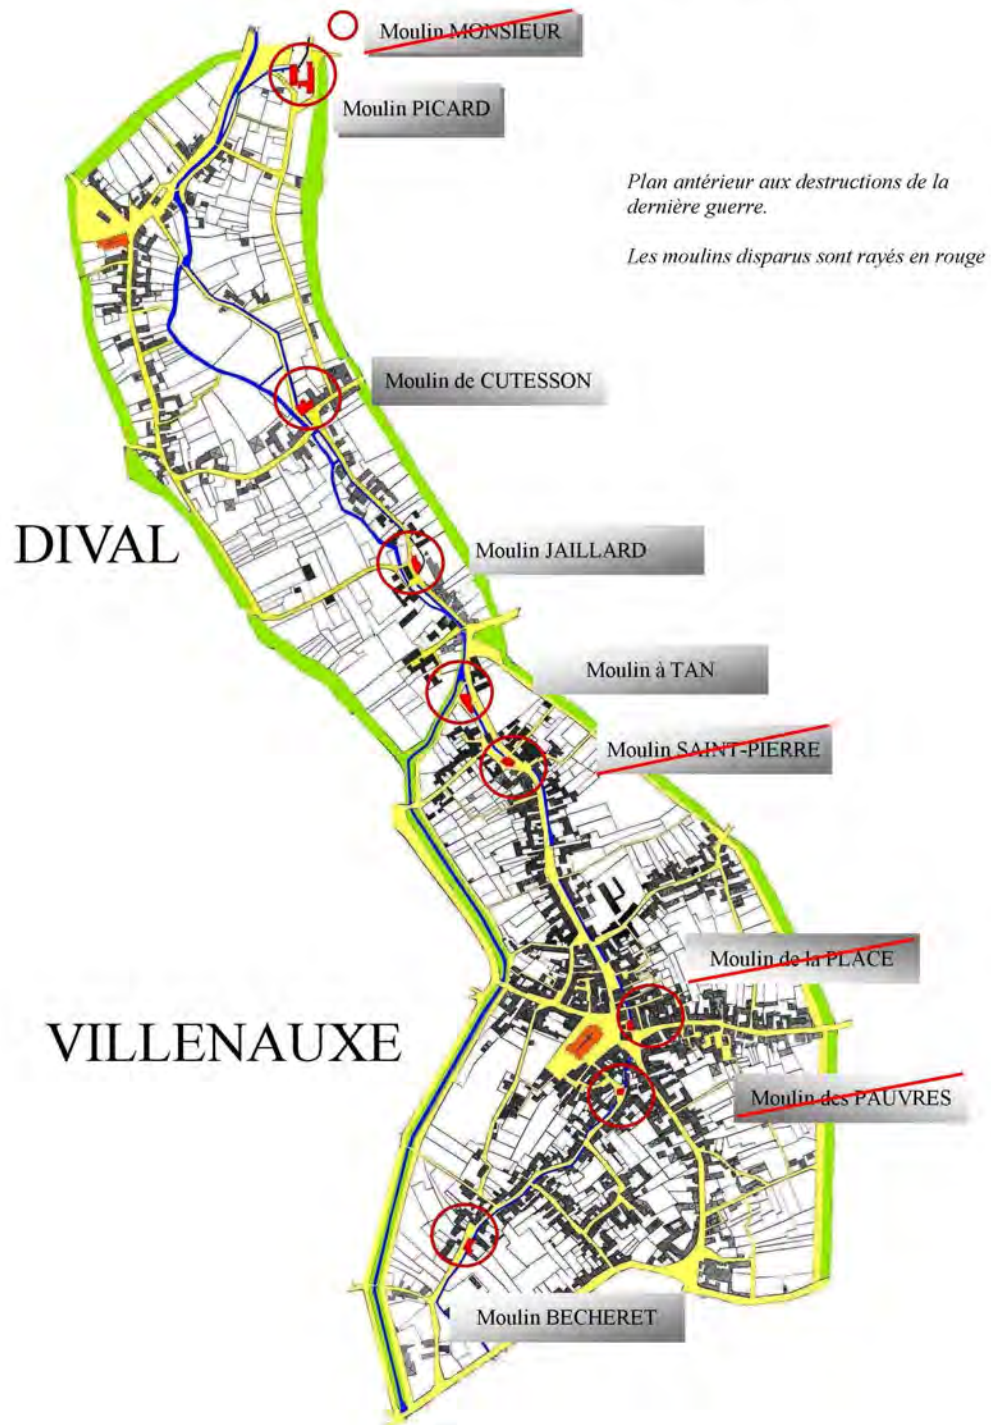 Moulin MONSIEUR
Moulin PICARD
Plan antérieur aux destructions de la
dernière guerre.
Les moulins disparus sont rayés en rouge
Moulin de CUTESSON
DIVAL
Moulin JAILLARD
Moulin à TAN
Moulin SAINT-PIERRE
Moulin de la PLACE
VILLENAUXE
Moulin des PAUVRES
Moulin BECHERET